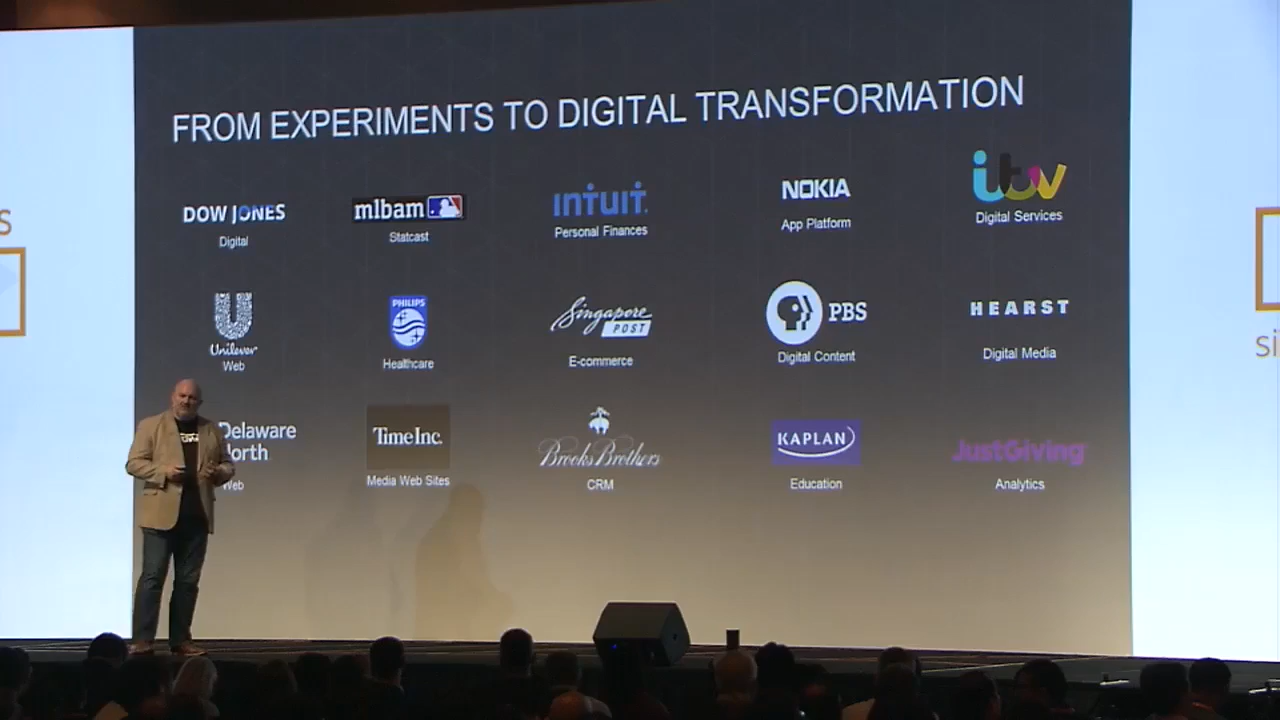 FROM EXPERIMENTS TO DIGITAL TRANSFORMATION
DOW JONES
Digital
mlbam
Statcast
INTUIT
Personal Finances
NOKIA
App Platform
itv
Digital Services
Unilever
Web
PHILIPS
Healthcare
Singapore
POST
E-commerce
PBS
Digital Content
HEARST
Digital Media
Delaware
orth
Web
Time Inc.
Media Web Sites
Brooks Brothers
CRM
KAPLAN
Education
JustGiving
Analytics
s
si